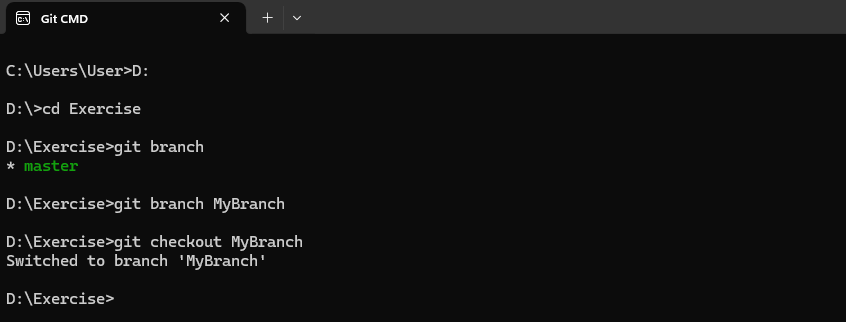 Git CMD
C:\Users\User>D:
D:\>cd Exercise
D:\Exercise>git branch
* master
D:\Exercise>git branch MyBranch
D:\Exercise>git checkout MyBranch
Switched to branch 'MyBranch'
D:\Exercise>